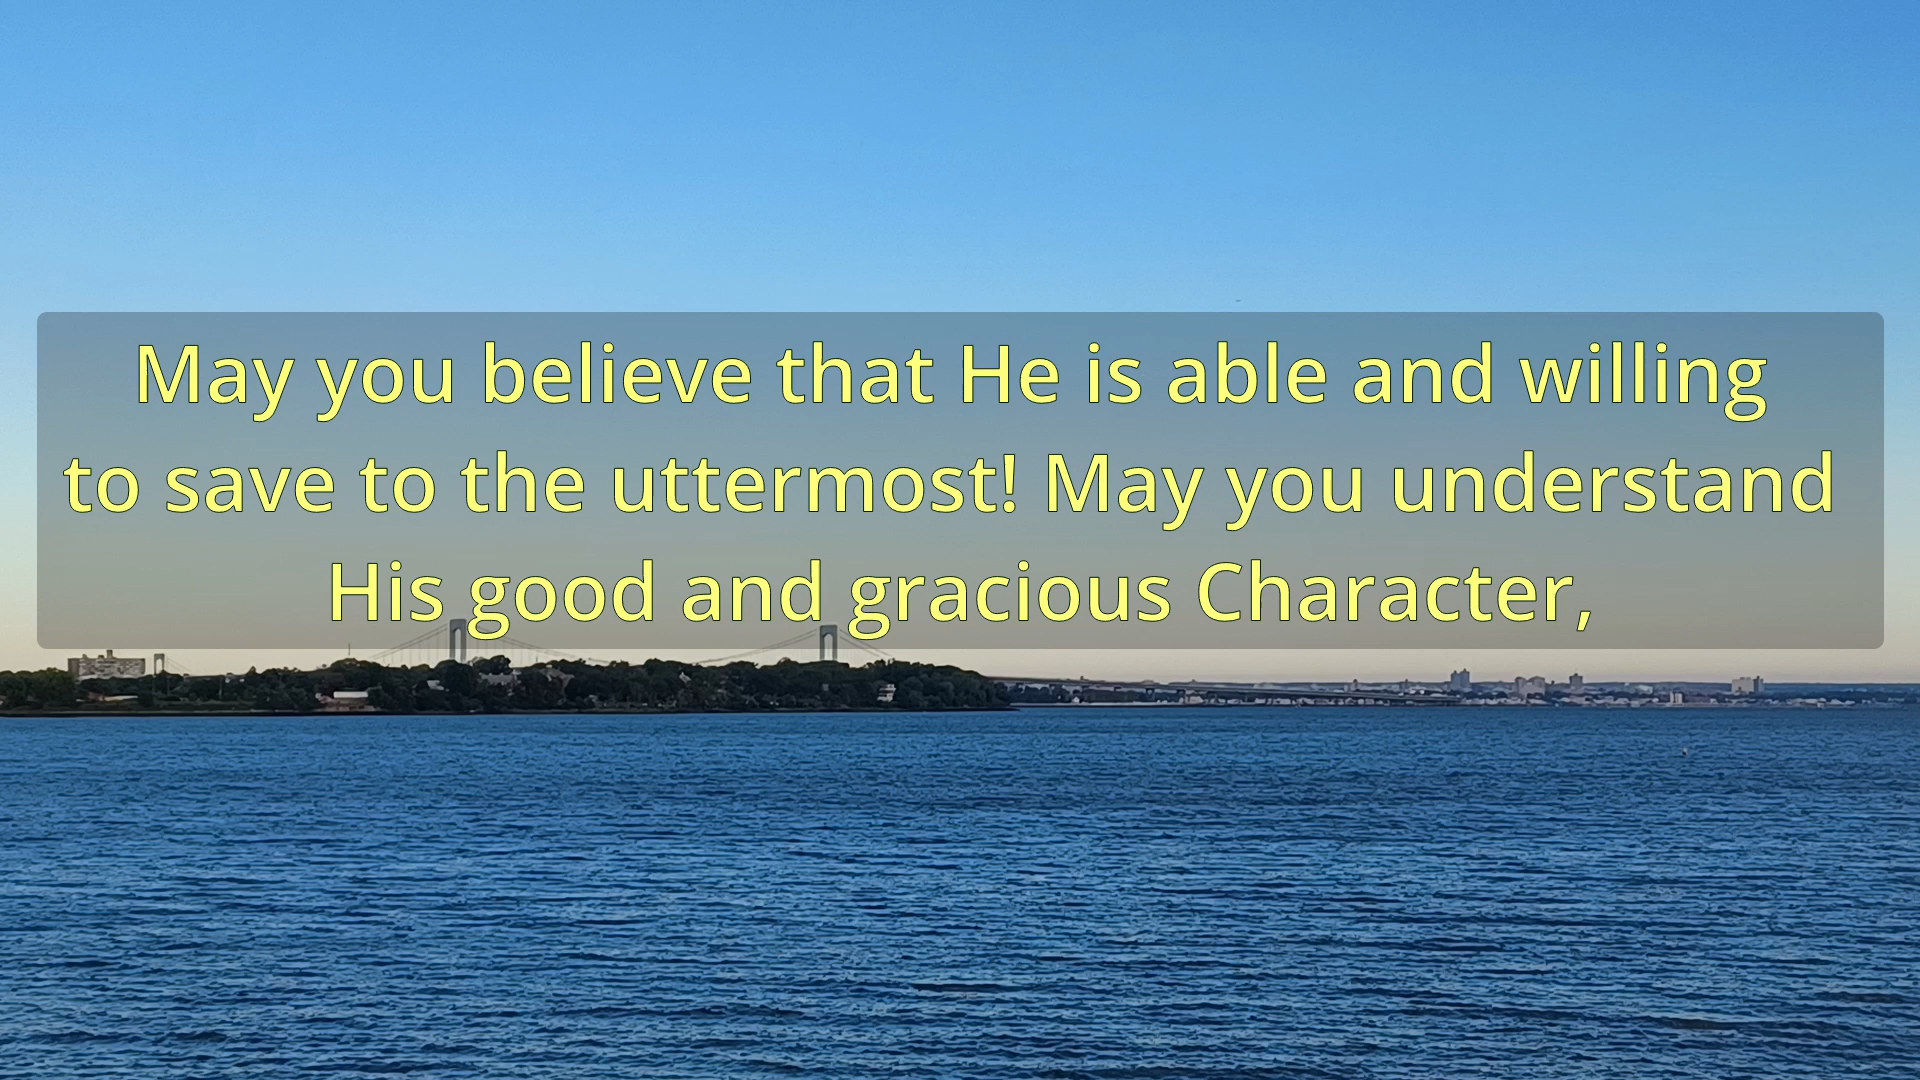 May you believe that He is able and willing
to save to the uttermost! May you understand
His good and gracious Character,